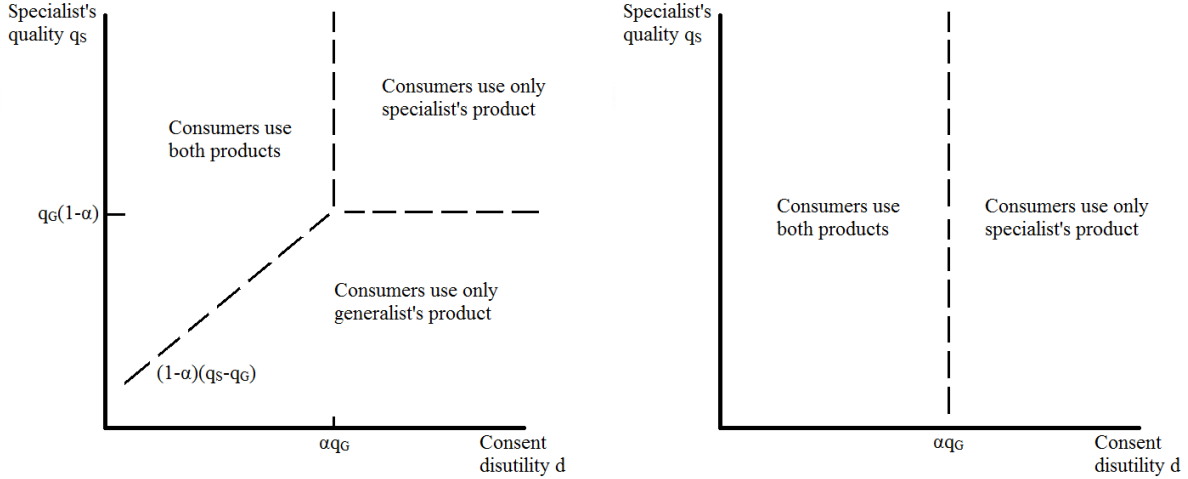 Specialist's
quality qS
Consumers use only
specialist's product
Consumers use
both products
qG(1-α)
Consumers use only
generalist's product
(1-α)(qS-qG)
αqG
Consent
disutility d
Specialist's
quality qS
Consumers use
both products
Consumers use only
specialist's product
αqG
Consent
disutility d